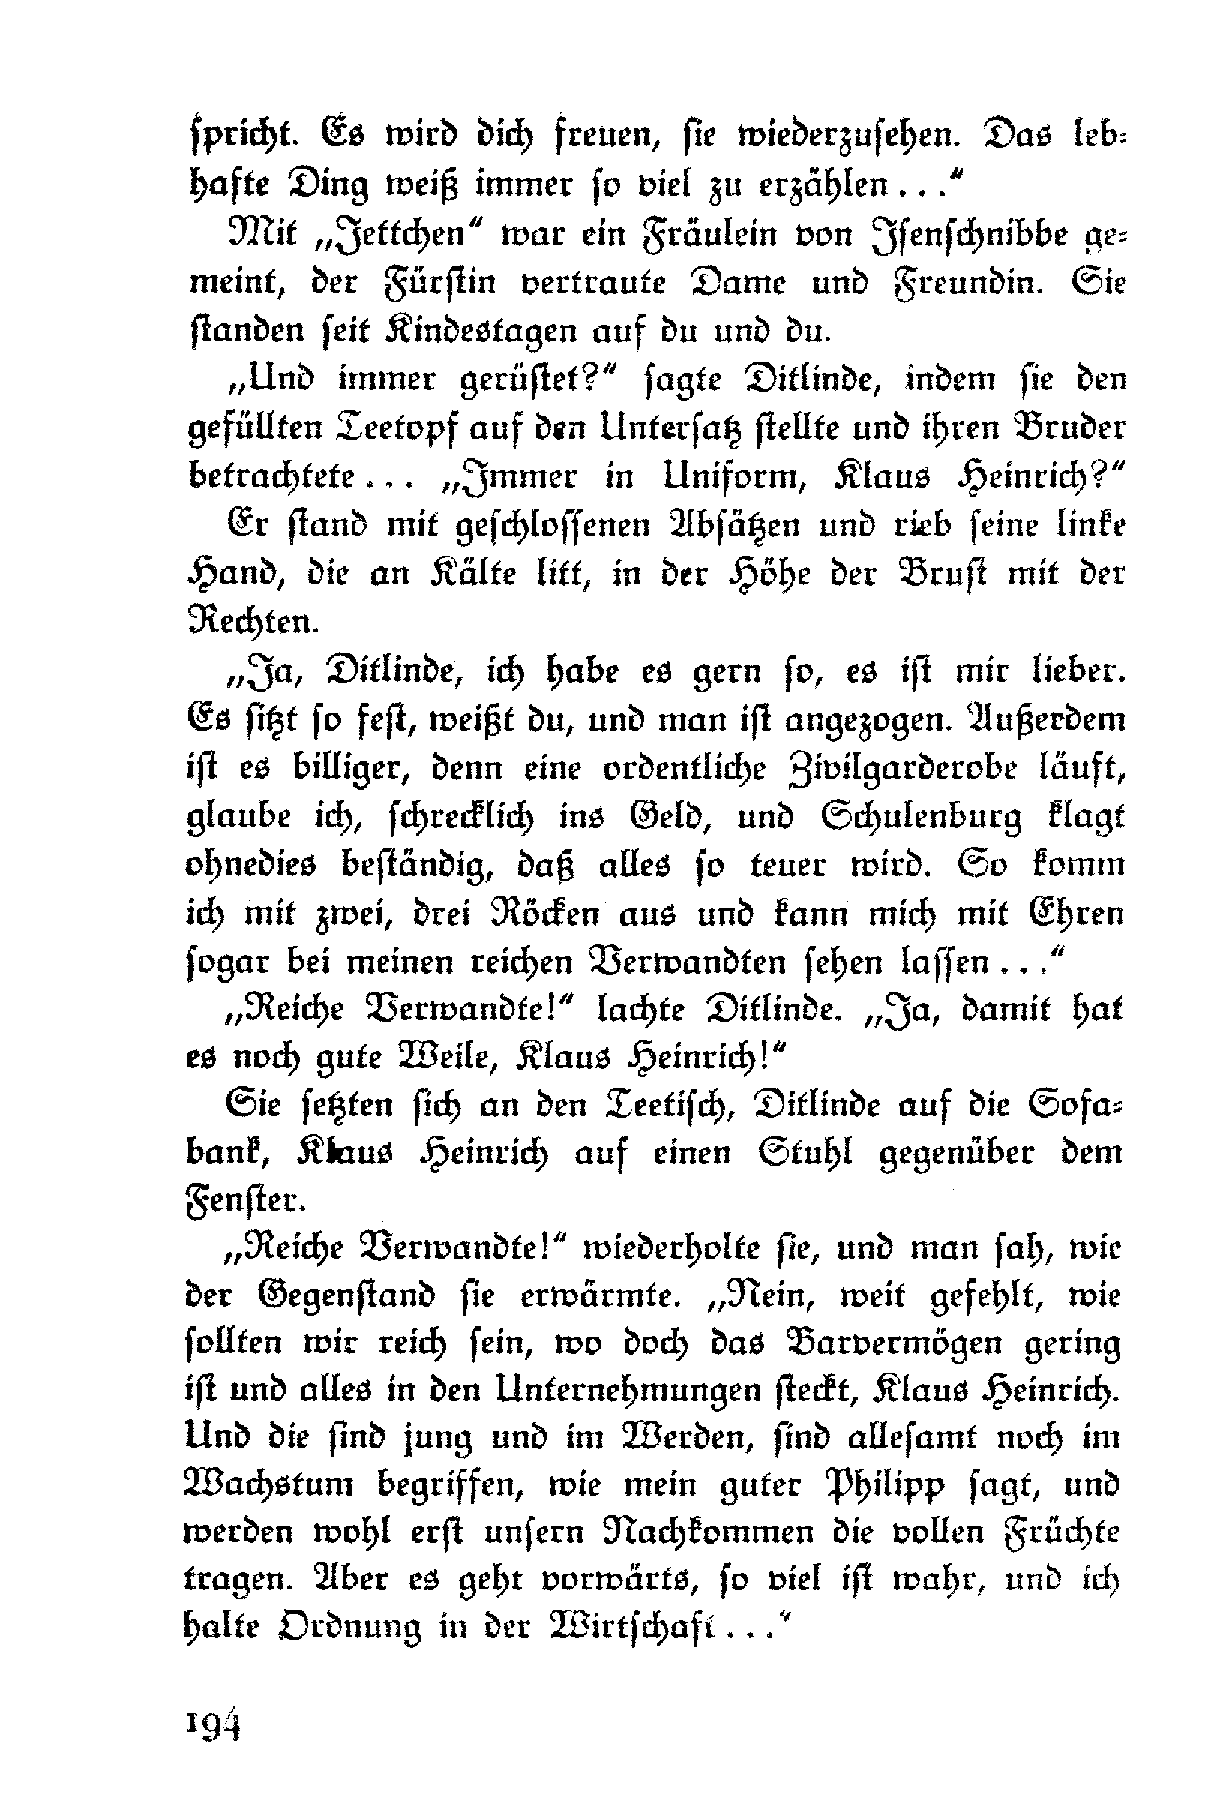 spricht. Es wird dich freuen, sie wiederzusehen. Das leb-
hafte Ding weiß immer so viel zu erzählen . . .“
Mit „Jettchen“ war ein Fräulein von Isenschnibbe ge-
meint, der Fürstin vertraute Dame und Freundin. Sie
standen seit Kindestagen auf du und du.
„Und immer gerüstet?“ sagte Ditlinde, indem sie den
gefüllten Teetopf auf den Untersatz stellte und ihren Bruder
betrachtete . . . „Immer in Uniform, Klaus Heinrich?“
Er stand mit geschlossenen Absätzen und rieb seine linke
Hand, die an Kälte litt, in der Höhe der Brust mit der
Rechten.
„Ja, Ditlinde, ich habe es gern so, es ist mir lieber.
Es sitzt so fest, weißt du, und man ist angezogen. Außerdem
ist es billiger, denn eine ordentliche Zivilgarderobe läuft,
glaube ich, schrecklich ins Geld, und Schulenburg klagt
ohnedies beständig, daß alles so teuer wird. So komm
ich mit zwei, drei Röcken aus und kann mich mit Ehren
sogar bei meinen reichen Verwandten sehen lassen . . .“
„Reiche Verwandte!“ lachte Ditlinde. „Ja, damit hat
es noch gute Weile, Klaus Heinrich!“
Sie setzten sich an den Teetisch, Ditlinde auf die Sofa-
bank, Klaus Heinrich auf einen Stuhl gegenüber dem
Fenster.
„Reiche Verwandte!“ wiederholte sie, und man sah, wie
der Gegenstand sie erwärmte. „Nein, weit gefehlt, wie
sollten wir reich sein, wo doch das Barvermögen gering
ist und alles in den Unternehmungen steckt, Klaus Heinrich.
Und die sind jung und im Werden, sind allesamt noch im
Wachstum begriffen, wie mein guter Philipp sagt, und
werden wohl erst unsern Nachkommen die vollen Früchte
tragen. Aber es geht vorwärts, so viel ist wahr, und ich
halte Ordnung in der Wirtschaft . . .“
194